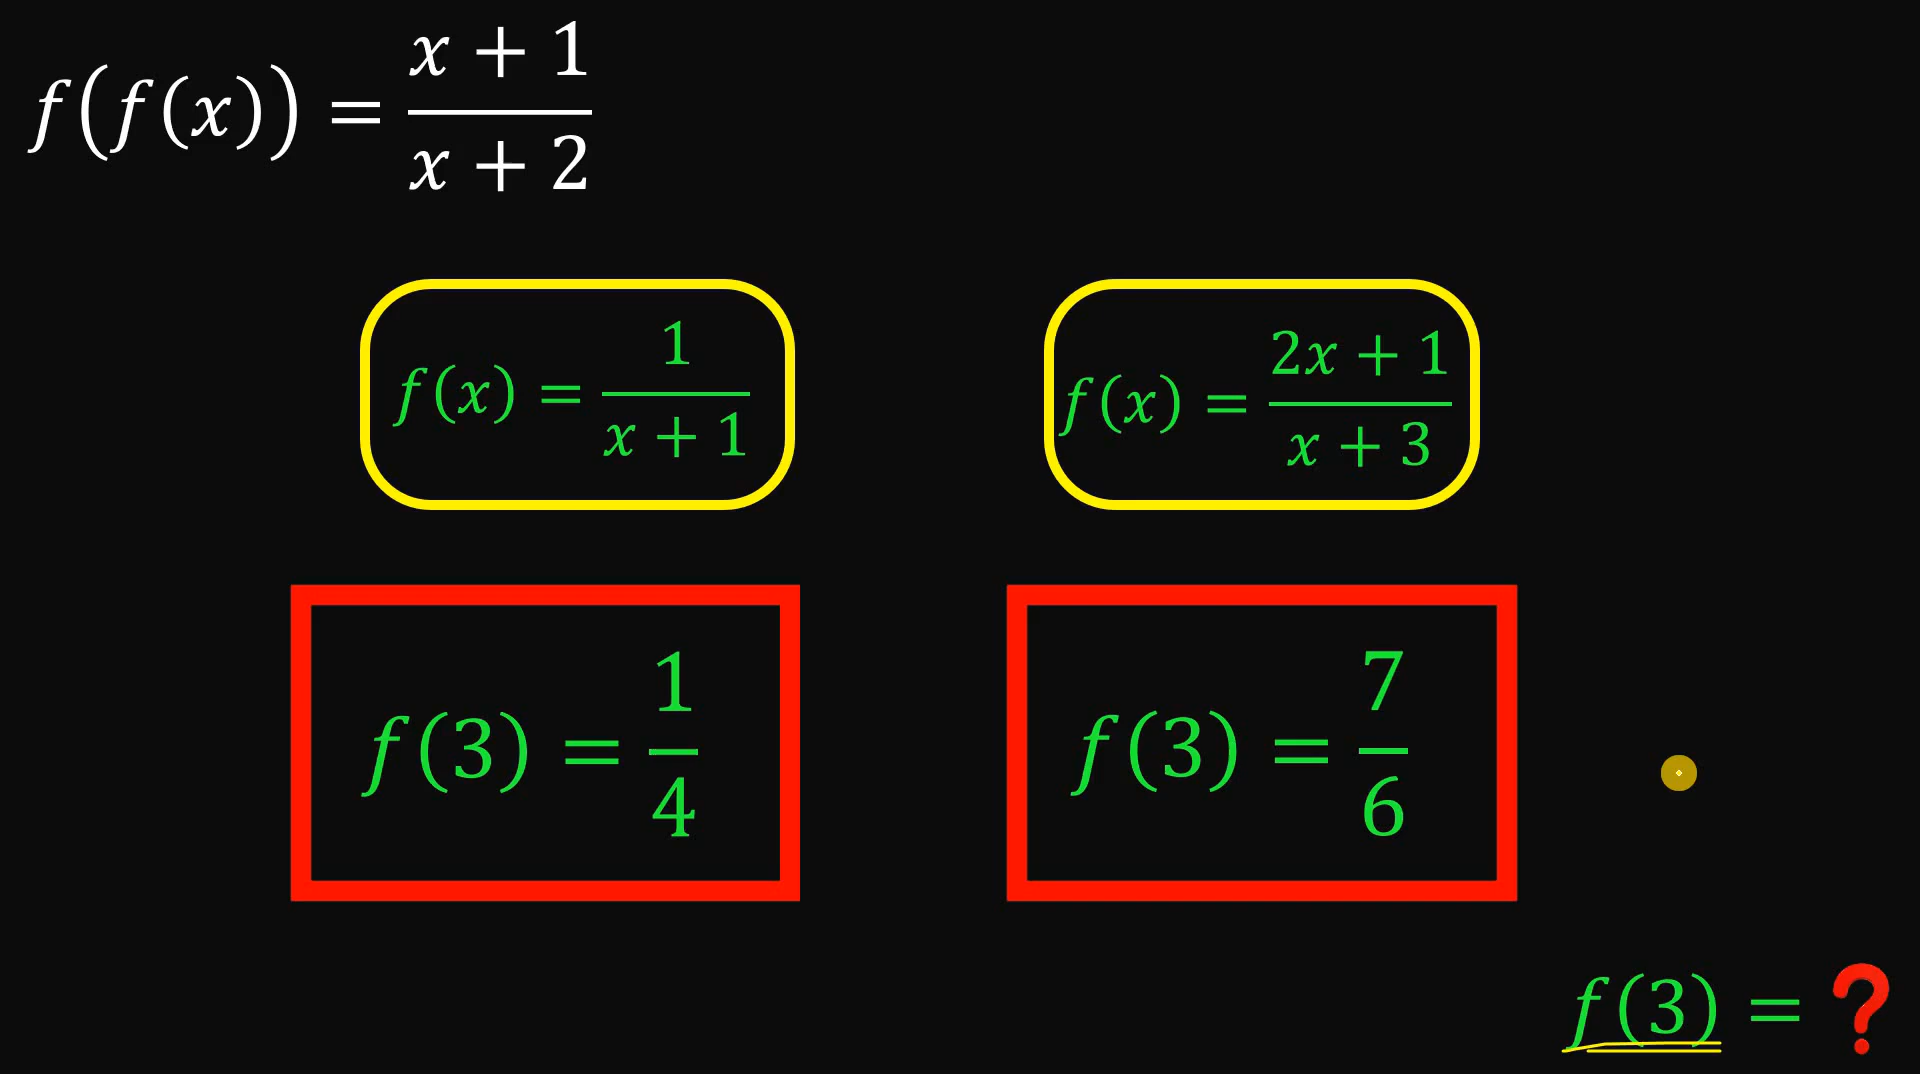 f(f(x)) = (x + 1)/(x + 2)
f(x) = 1/(x + 1)
f(x) = (2x + 1)/(x + 3)
f(3) = 1/4
f(3) = 7/6
f(3) = ?